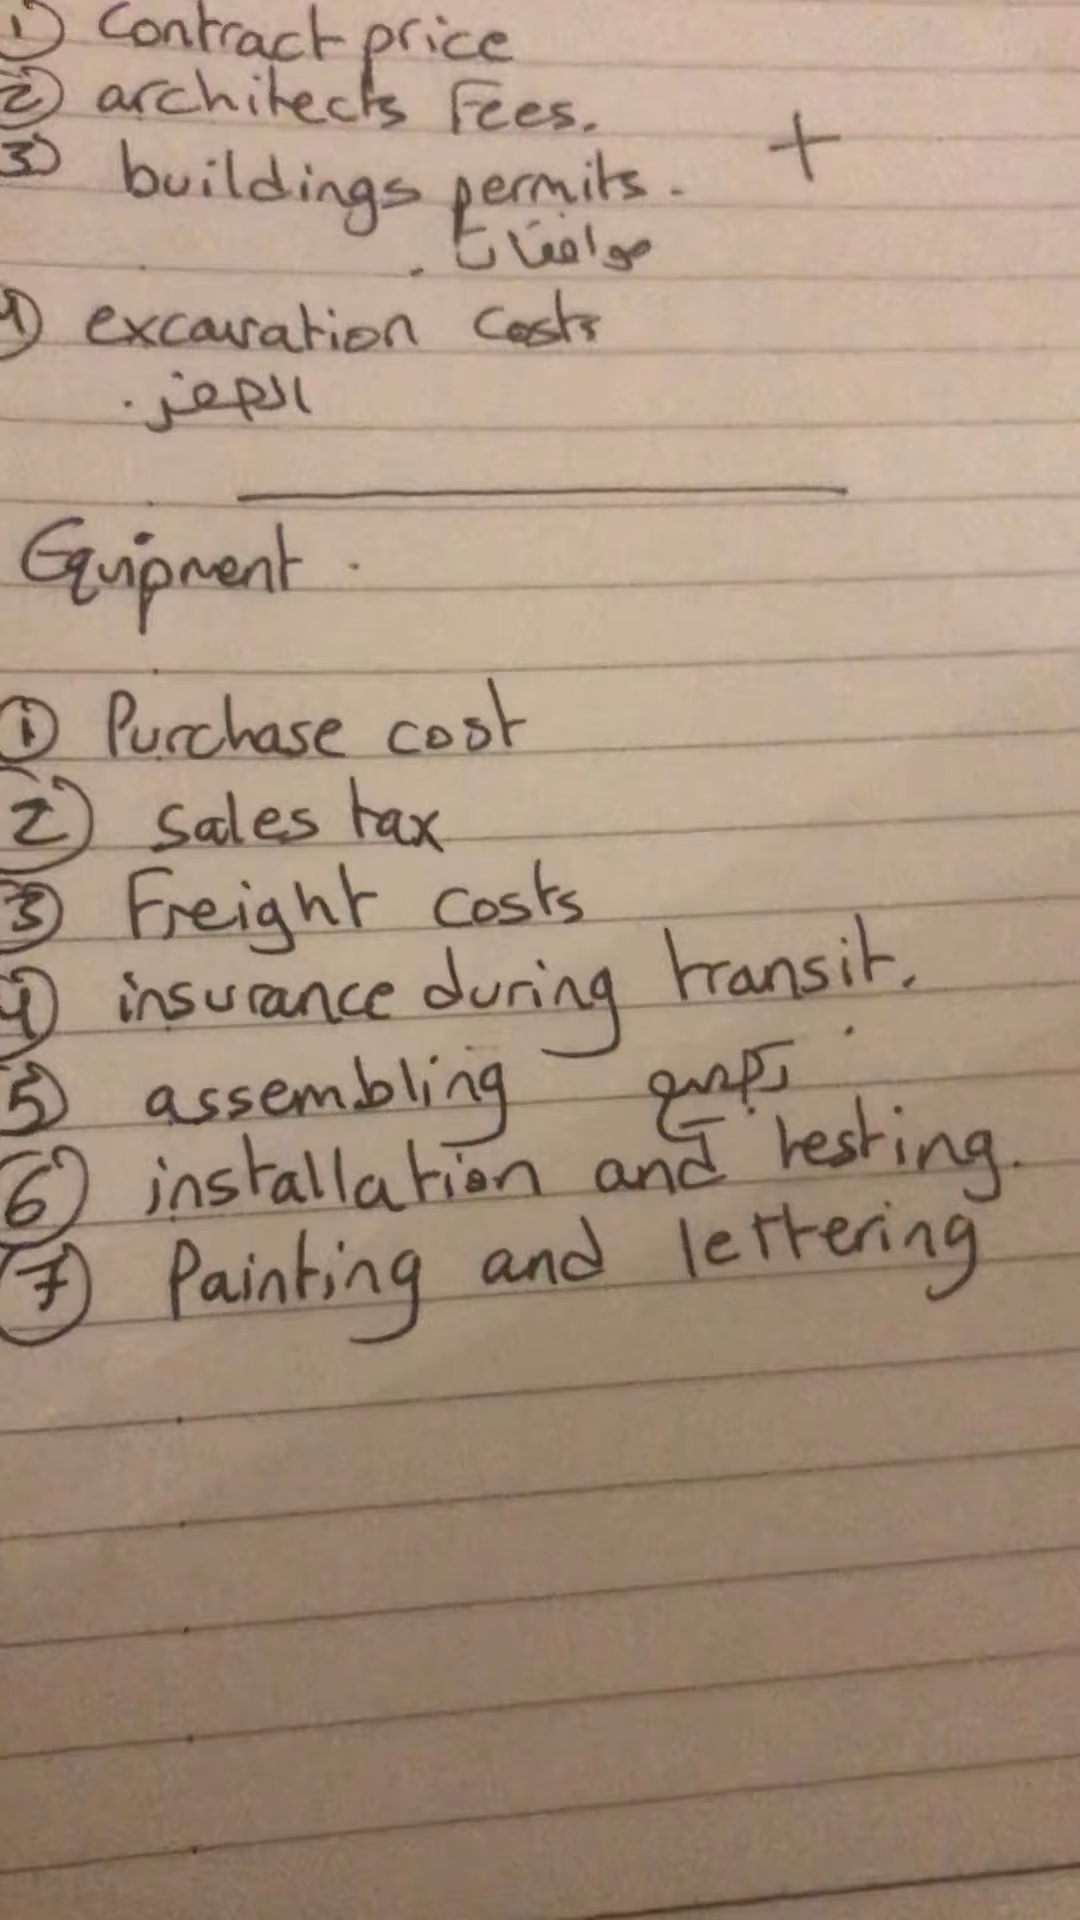 ① Contract price
② architects Fees.
③ buildings permits. +
موافقات.
④ excavation Costs
الحفر.
Equipment.
① Purchase cost
② Sales tax
③ Freight costs
④ insurance during transit.
⑤ assembling تجميع
⑥ installation and testing.
⑦ Painting and lettering